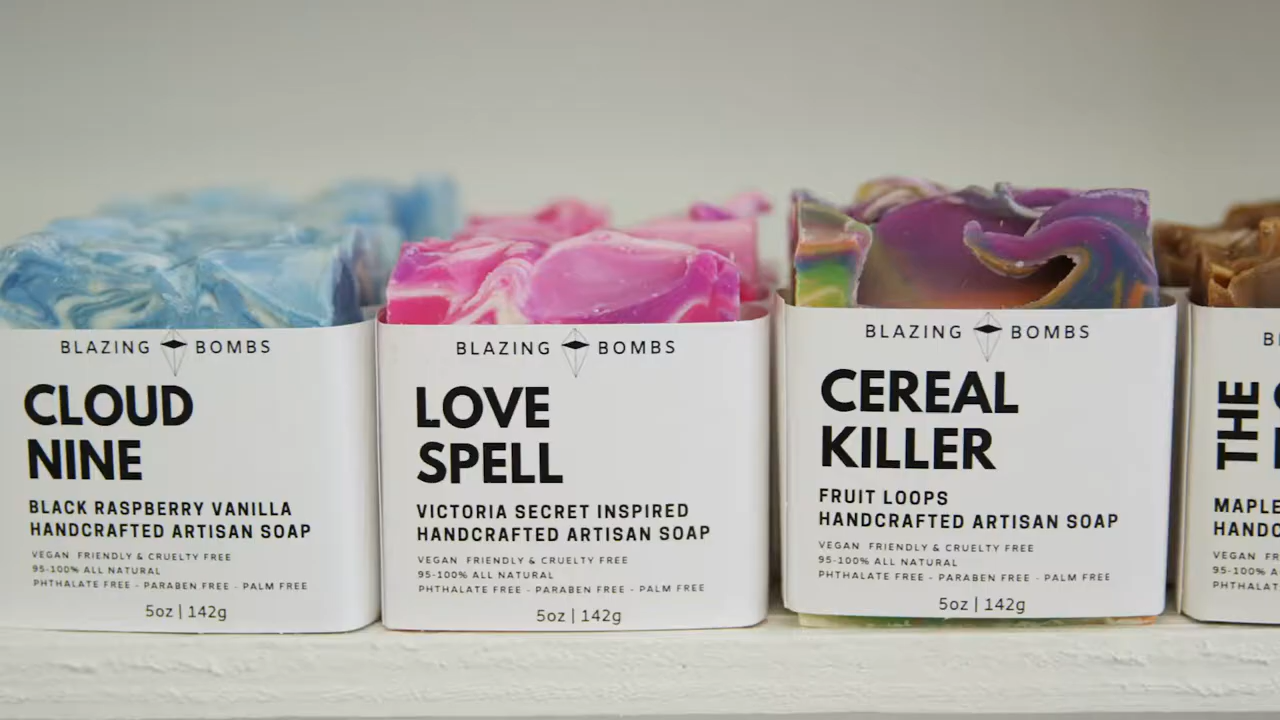 BLAZING BOMBS
CLOUD
NINE
BLACK RASPBERRY VANILLA
HANDCRAFTED ARTISAN SOAP
VEGAN FRIENDLY & CRUELTY FREE
95-100% ALL NATURAL
PHTHALATE FREE - PARABEN FREE - PALM FREE
5oz | 142g
BLAZING BOMBS
LOVE
SPELL
VICTORIA SECRET INSPIRED
HANDCRAFTED ARTISAN SOAP
VEGAN FRIENDLY & CRUELTY FREE
95-100% ALL NATURAL
PHTHALATE FREE - PARABEN FREE - PALM FREE
5oz | 142g
BLAZING BOMBS
CEREAL
KILLER
FRUIT LOOPS
HANDCRAFTED ARTISAN SOAP
VEGAN FRIENDLY & CRUELTY FREE
95-100% ALL NATURAL
PHTHALATE FREE - PARABEN FREE - PALM FREE
5oz | 142g
THE
MAPLE